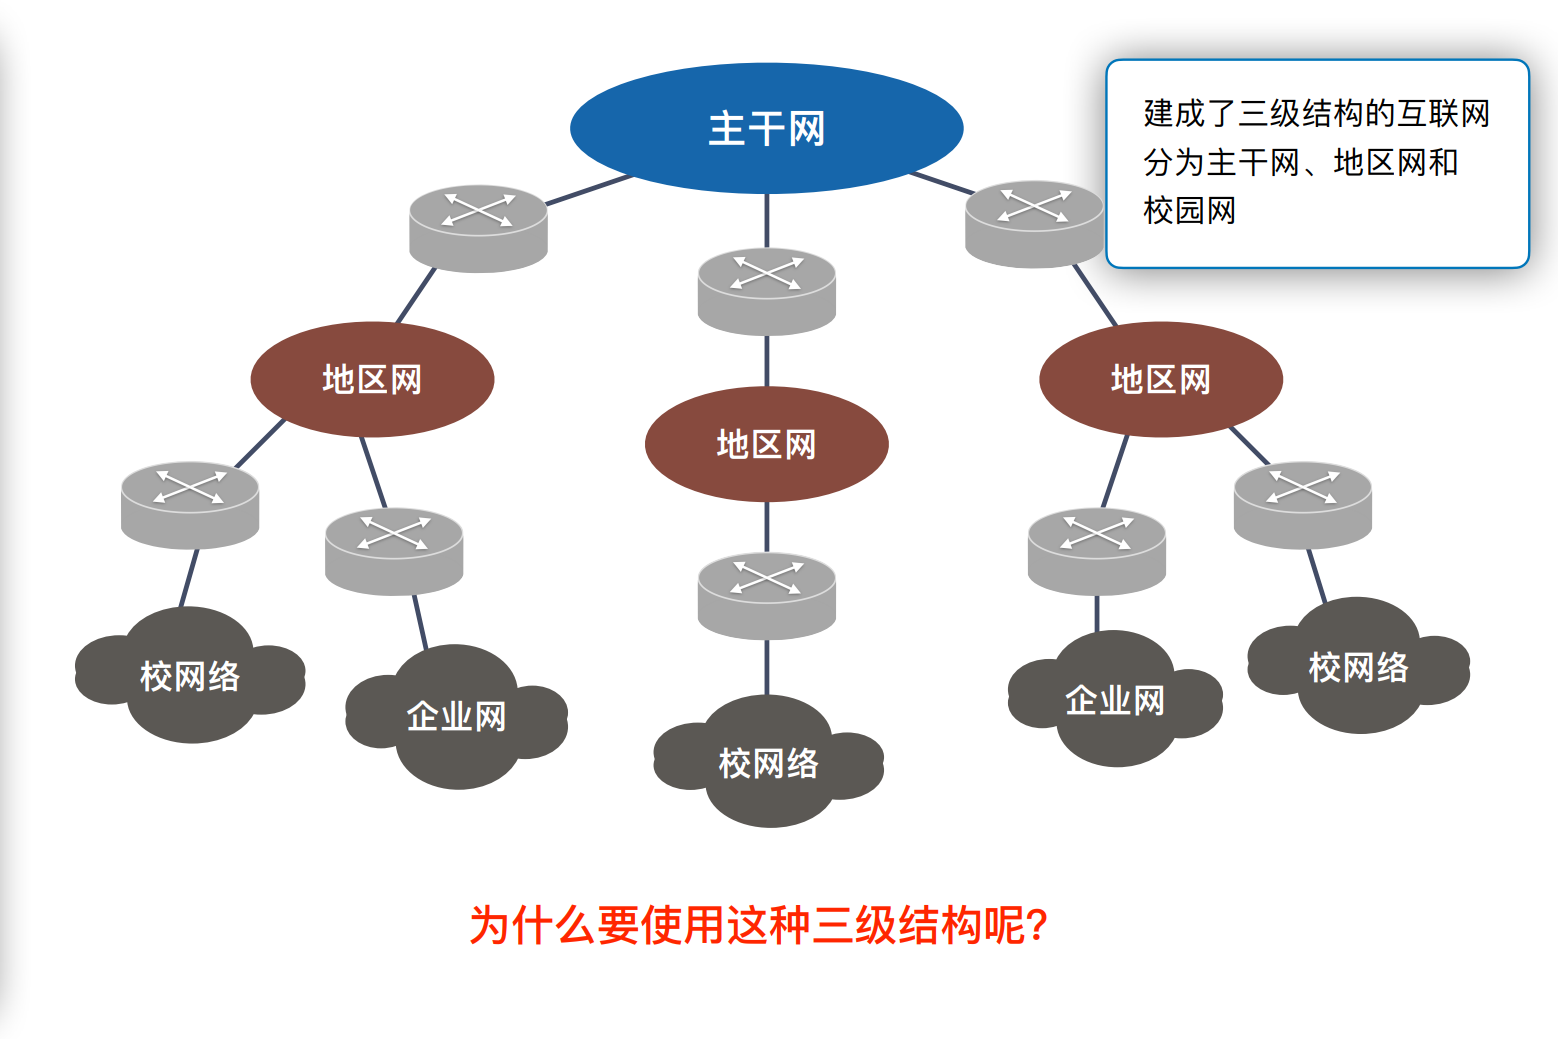 主干网
建成了三级结构的互联网
分为主干网、地区网和
校园网
地区网
地区网
地区网
校网络
企业网
校网络
企业网
校网络
为什么要使用这种三级结构呢?